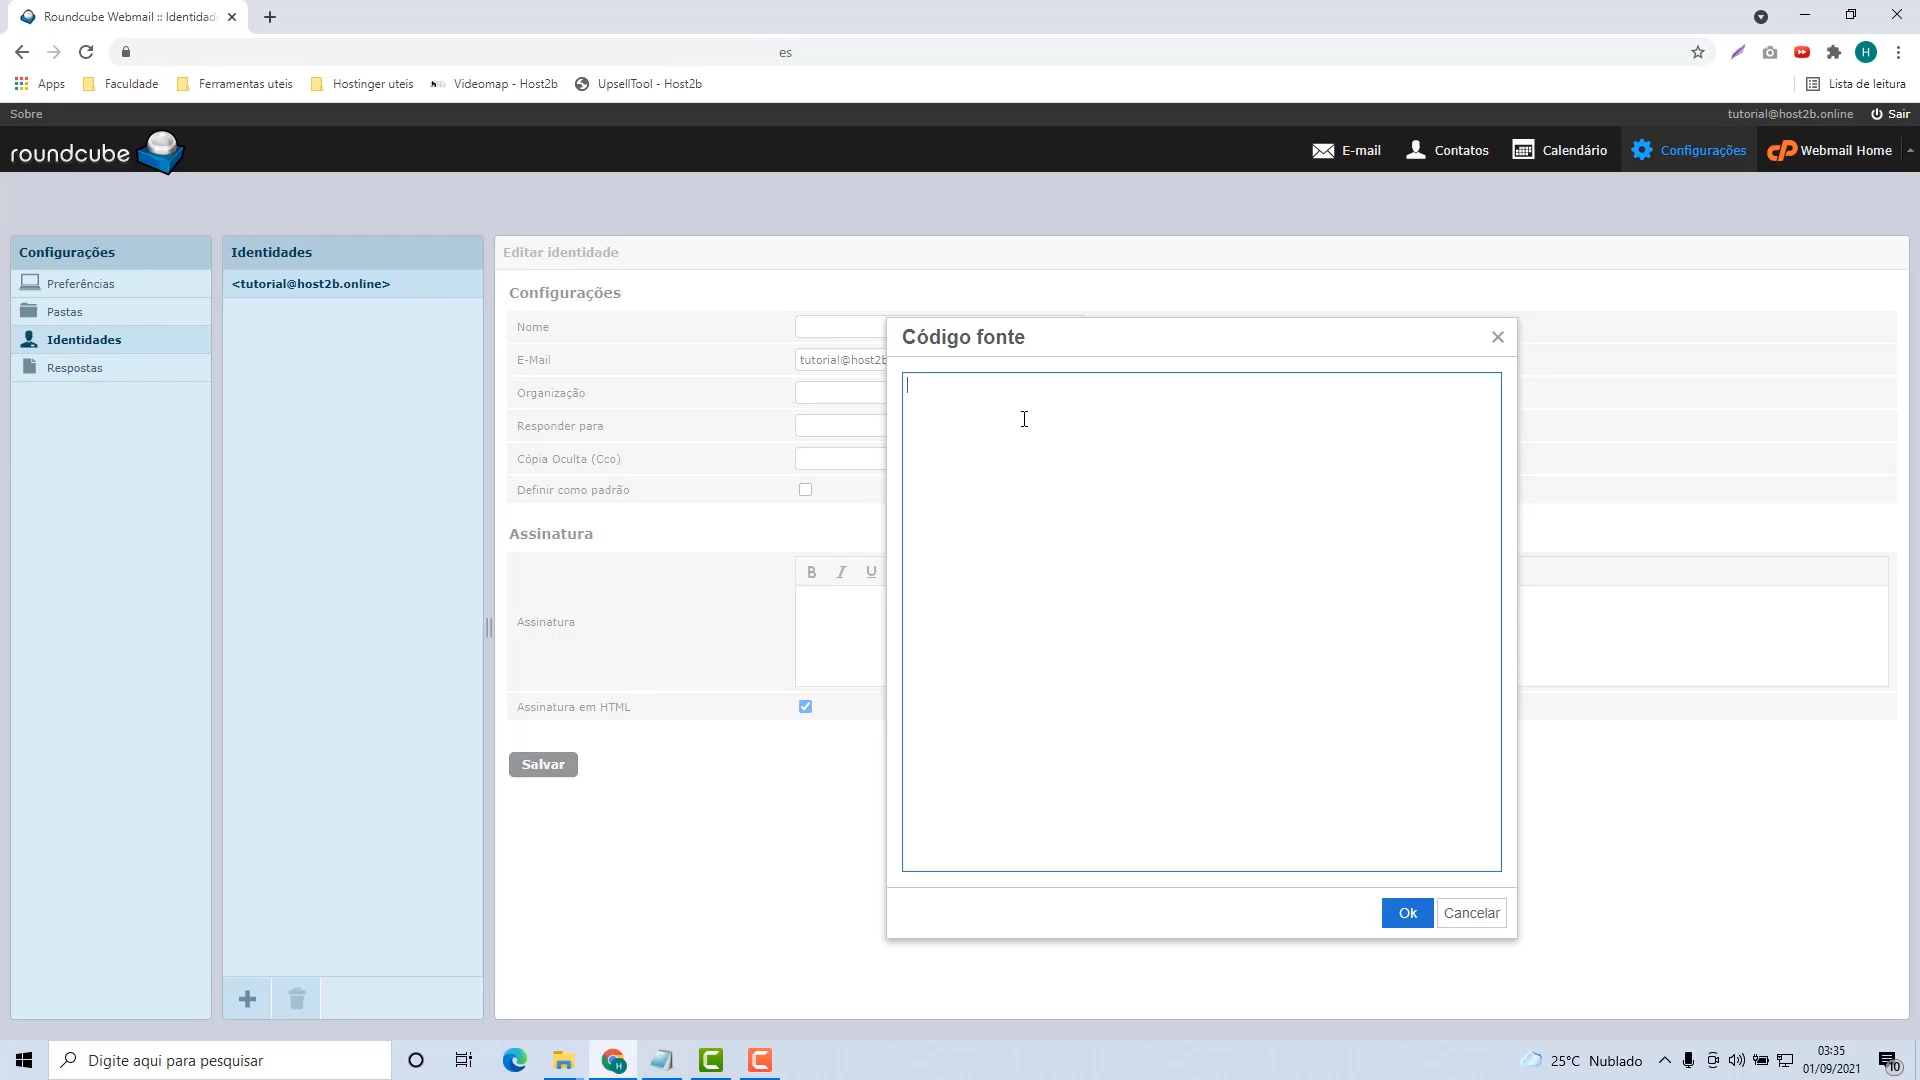 Roundcube Webmail :: Identidad
es
Apps
Faculdade
Ferramentas uteis
Hostinger uteis
Videomap - Host2b
UpsellTool - Host2b
Lista de leitura
Sobre
tutorial@host2b.online
Sair
roundcube
E-mail
Contatos
Calendário
Configurações
cP Webmail Home
Configurações
Preferências
Pastas
Identidades
Respostas
Identidades
<tutorial@host2b.online>
Editar identidade
Configurações
Nome
E-Mail
tutorial@host2b
Organização
Responder para
Cópia Oculta (Cco)
Definir como padrão
Assinatura
B I U
Assinatura
Assinatura em HTML
Salvar
Código fonte
Ok
Cancelar
Digite aqui para pesquisar
H
25°C Nublado
03:35
01/09/2021
10